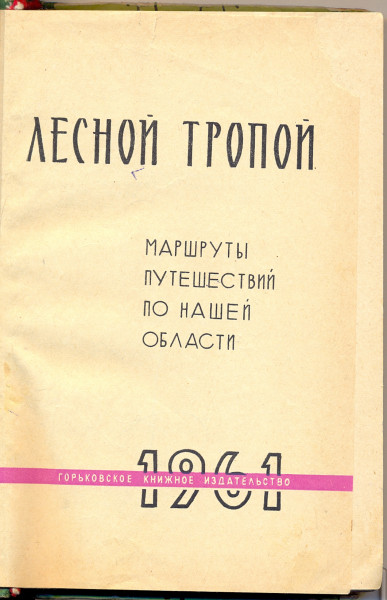 ЛЕСНОЙ ТРОПОЙ
МАРШРУТЫ
ПУТЕШЕСТВИЙ
ПО НАШЕЙ
ОБЛАСТИ
1961
ГОРЬКОВСКОЕ КНИЖНОЕ ИЗДАТЕЛЬСТВО